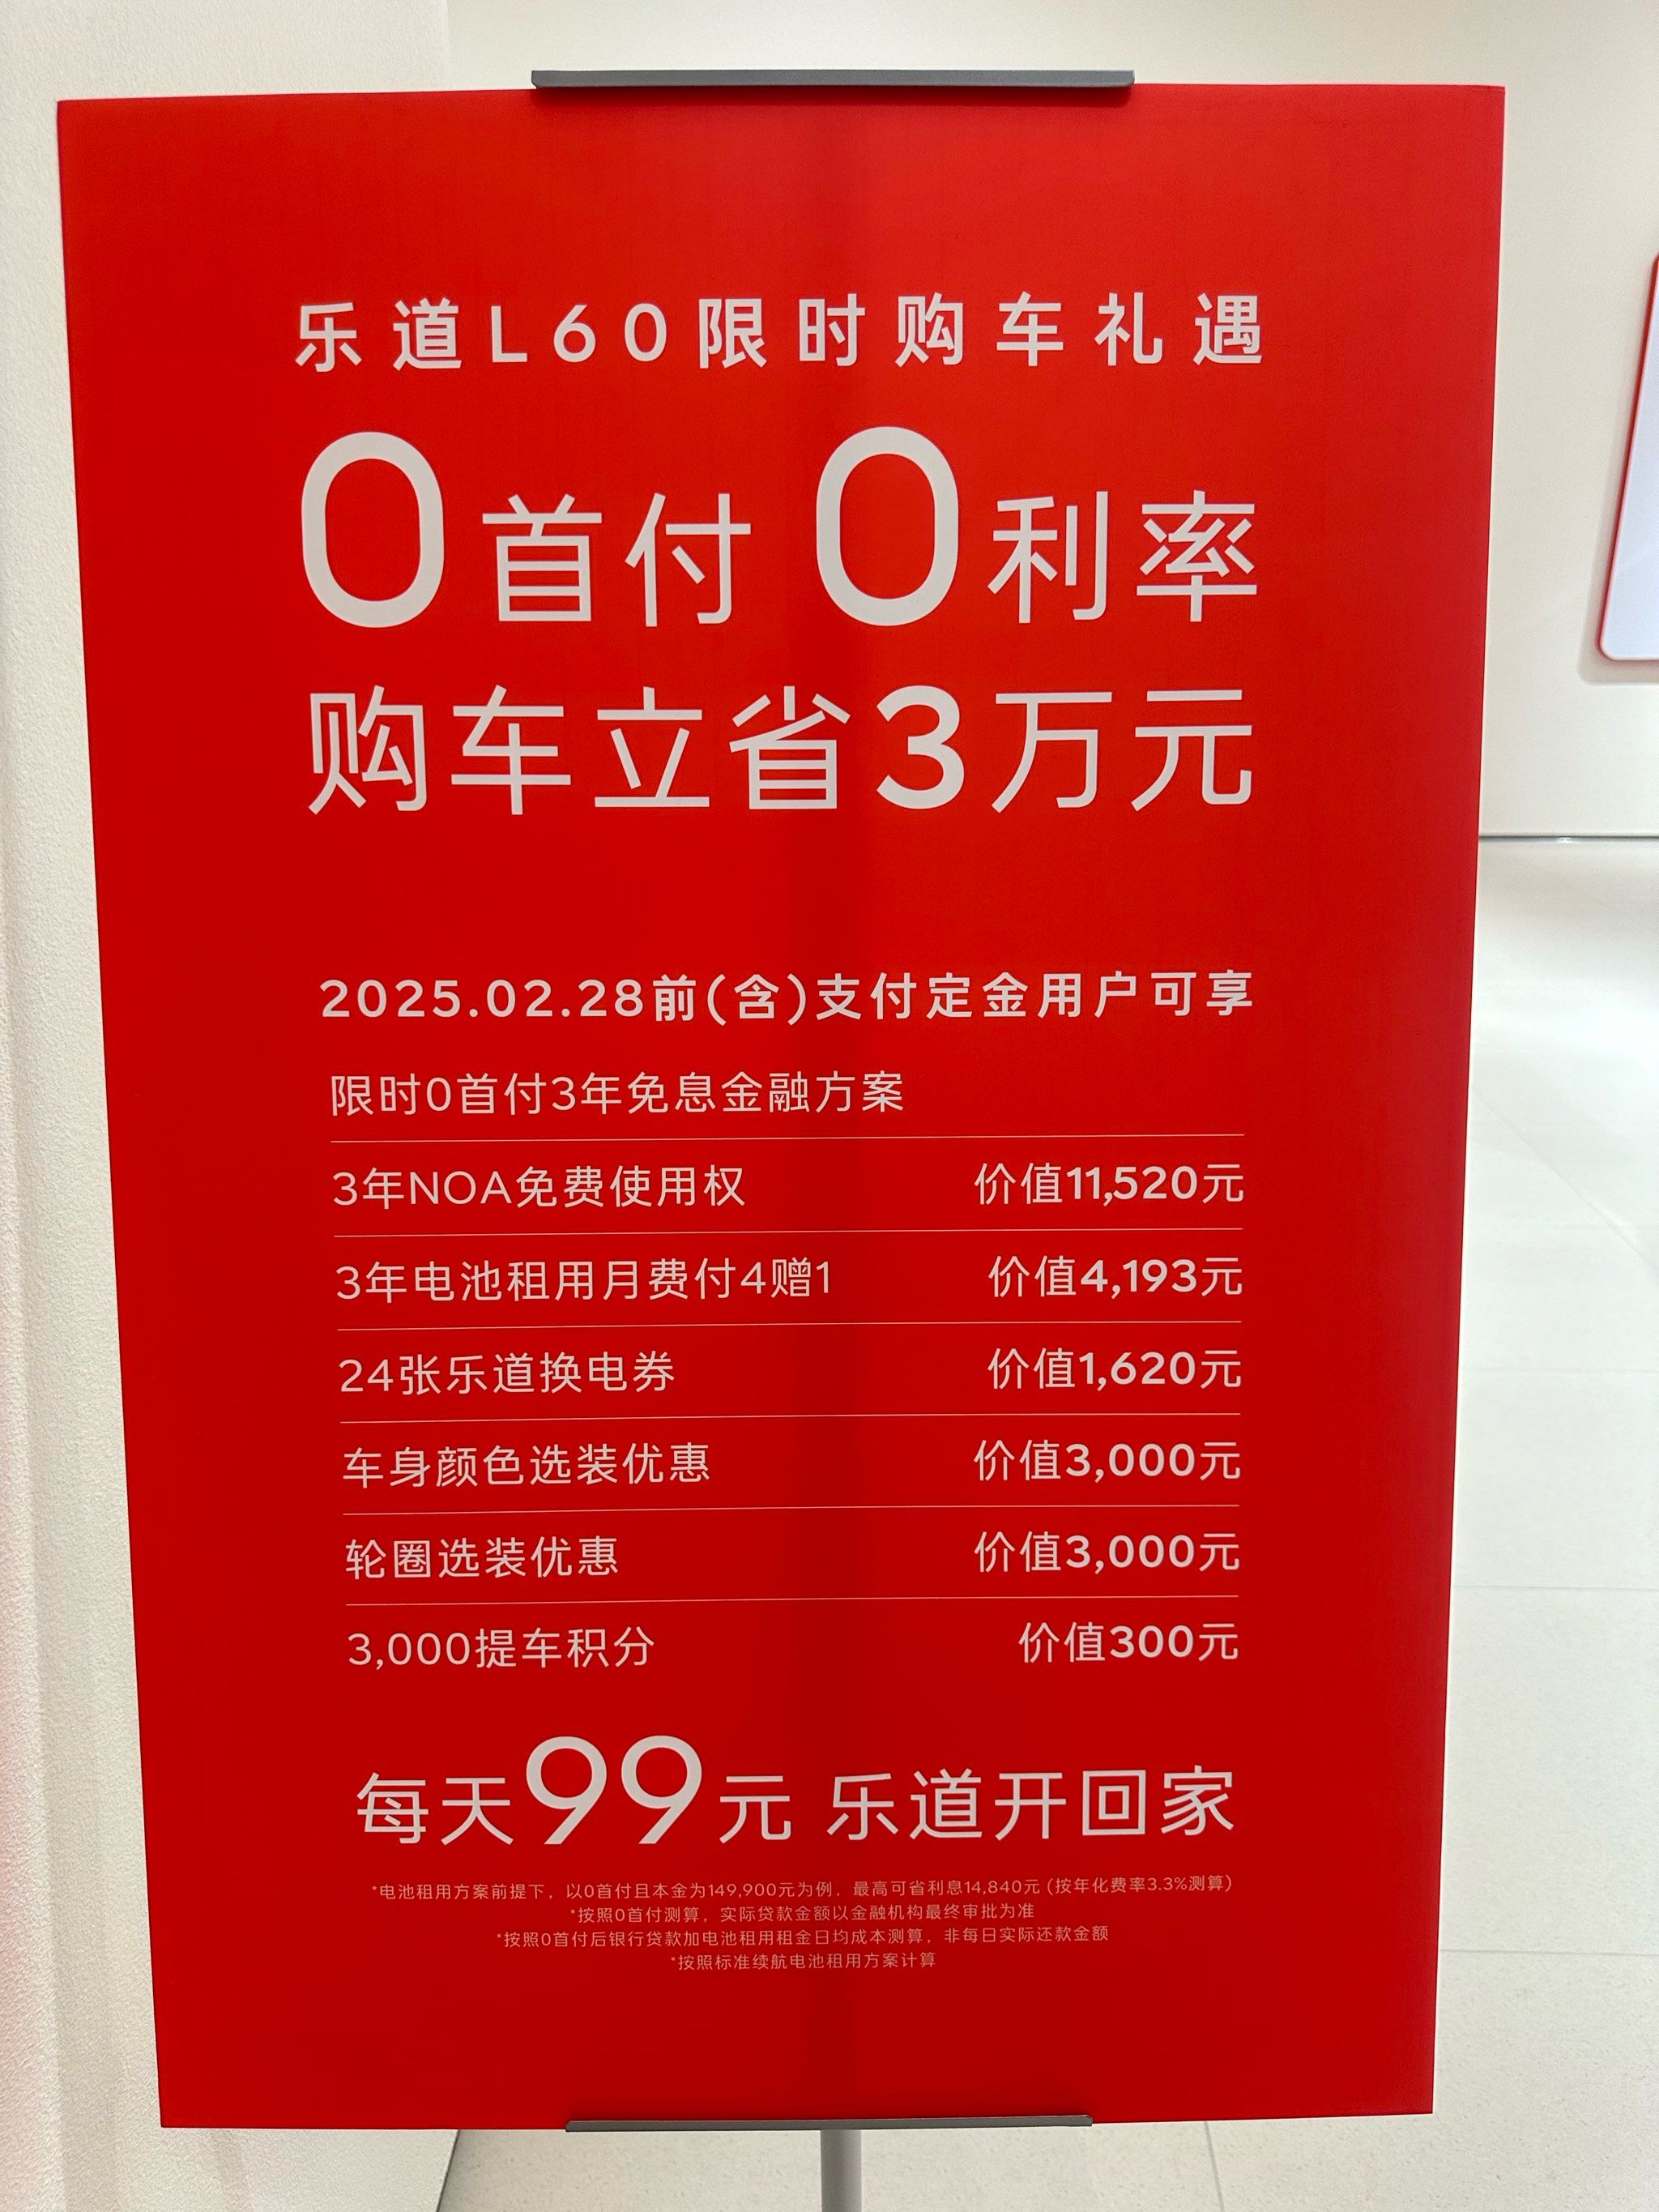 乐道L60限时购车礼遇
0首付 0利率
购车立省3万元
2025.02.28前(含)支付定金用户可享
限时0首付3年免息金融方案
3年NOA免费使用权 价值11,520元
3年电池租用月费付4赠1 价值4,193元
24张乐道换电券 价值1,620元
车身颜色选装优惠 价值3,000元
轮圈选装优惠 价值3,000元
3,000提车积分 价值300元
每天99元 乐道开回家
*电池租用方案前提下，以0首付且本金为149,900元为例，最高可省利息14,840元 (按年化费率3.3%测算)
*按照0首付测算，实际贷款金额以金融机构最终审批为准
*按照0首付后银行贷款加电池租用租金日均成本测算，非每日实际还款金额
*按照标准续航电池租用方案计算